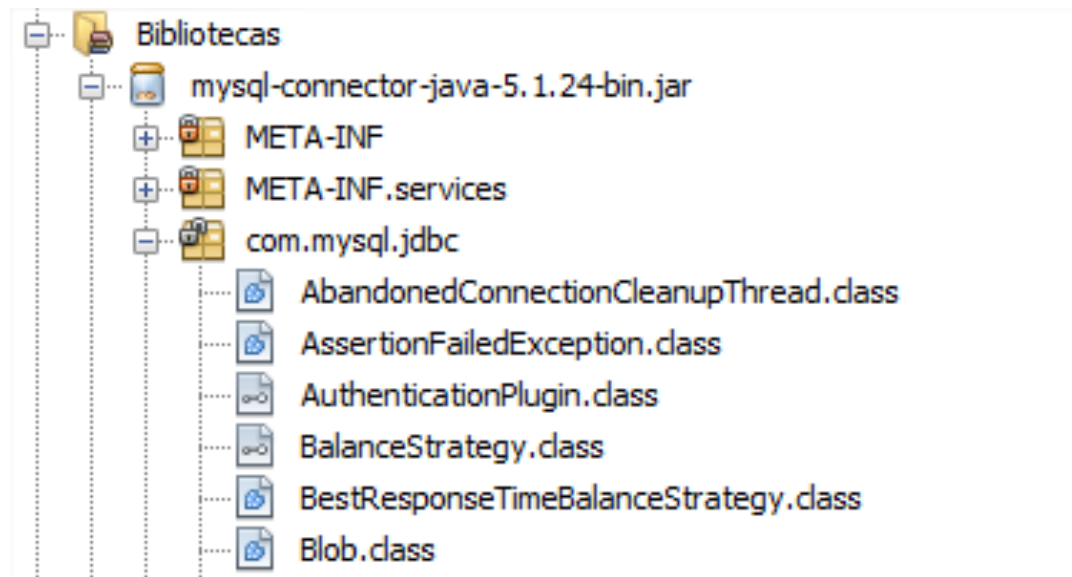 Bibliotecas
mysql-connector-java-5.1.24-bin.jar
META-INF
META-INF.services
com.mysql.jdbc
AbandonedConnectionCleanupThread.class
AssertionFailedException.class
AuthenticationPlugin.class
BalanceStrategy.class
BestResponseTimeBalanceStrategy.class
Blob.class